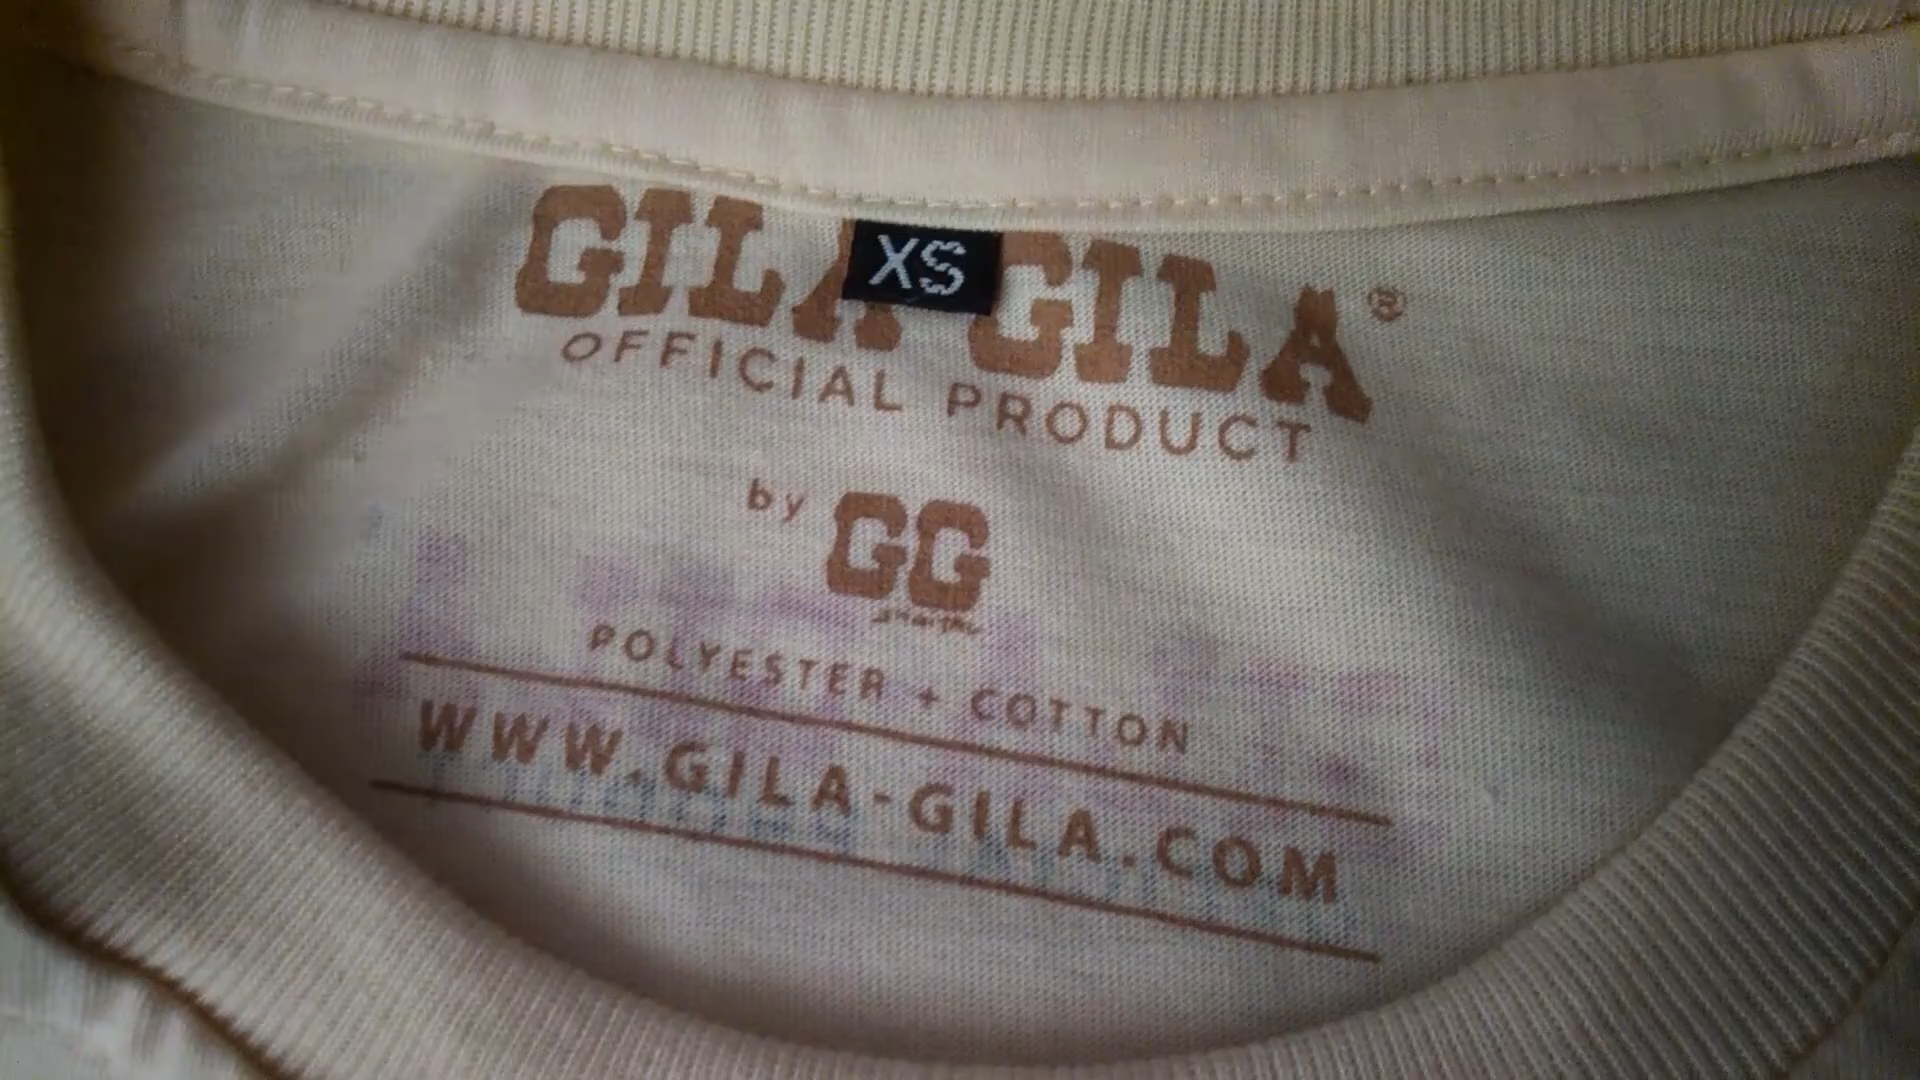 GILA GILA®
XS
OFFICIAL PRODUCT
by GG
POLYESTER + COTTON
WWW.GILA-GILA.COM